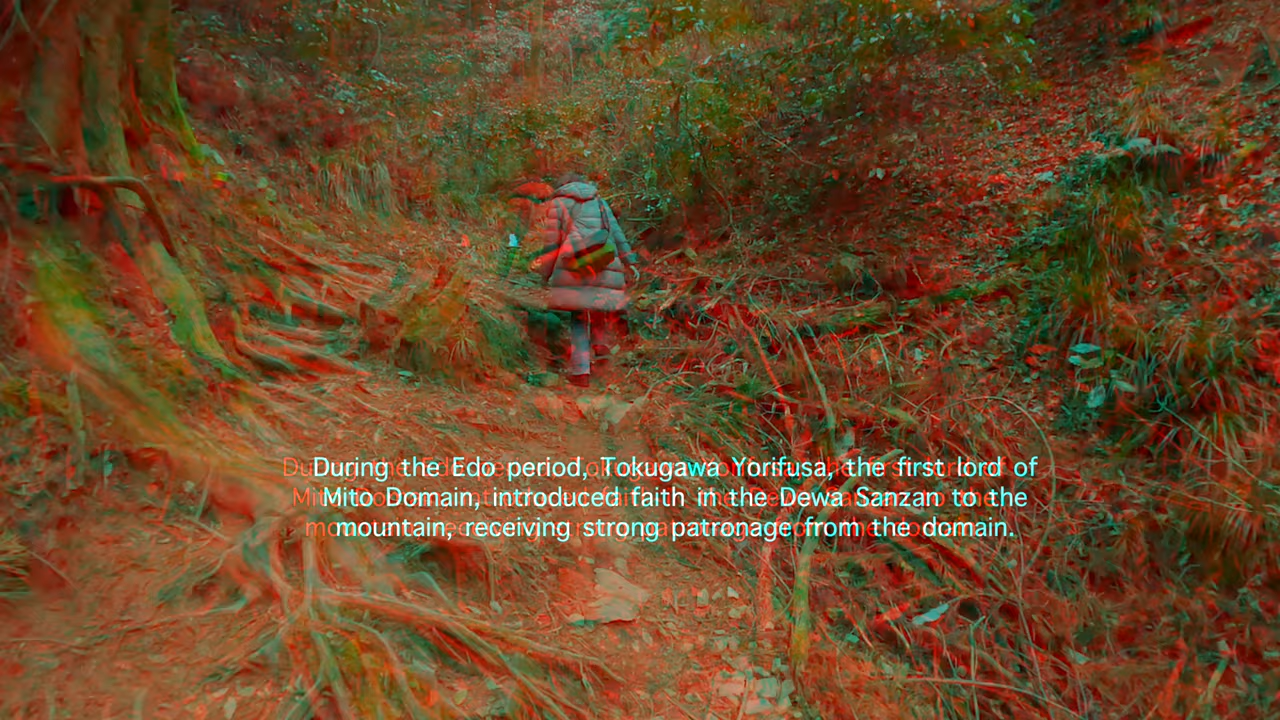 During the Edo period, Tokugawa Yorifusa, the first lord of
Mito Domain, introduced faith in the Dewa Sanzan to the
mountain, receiving strong patronage from the domain.